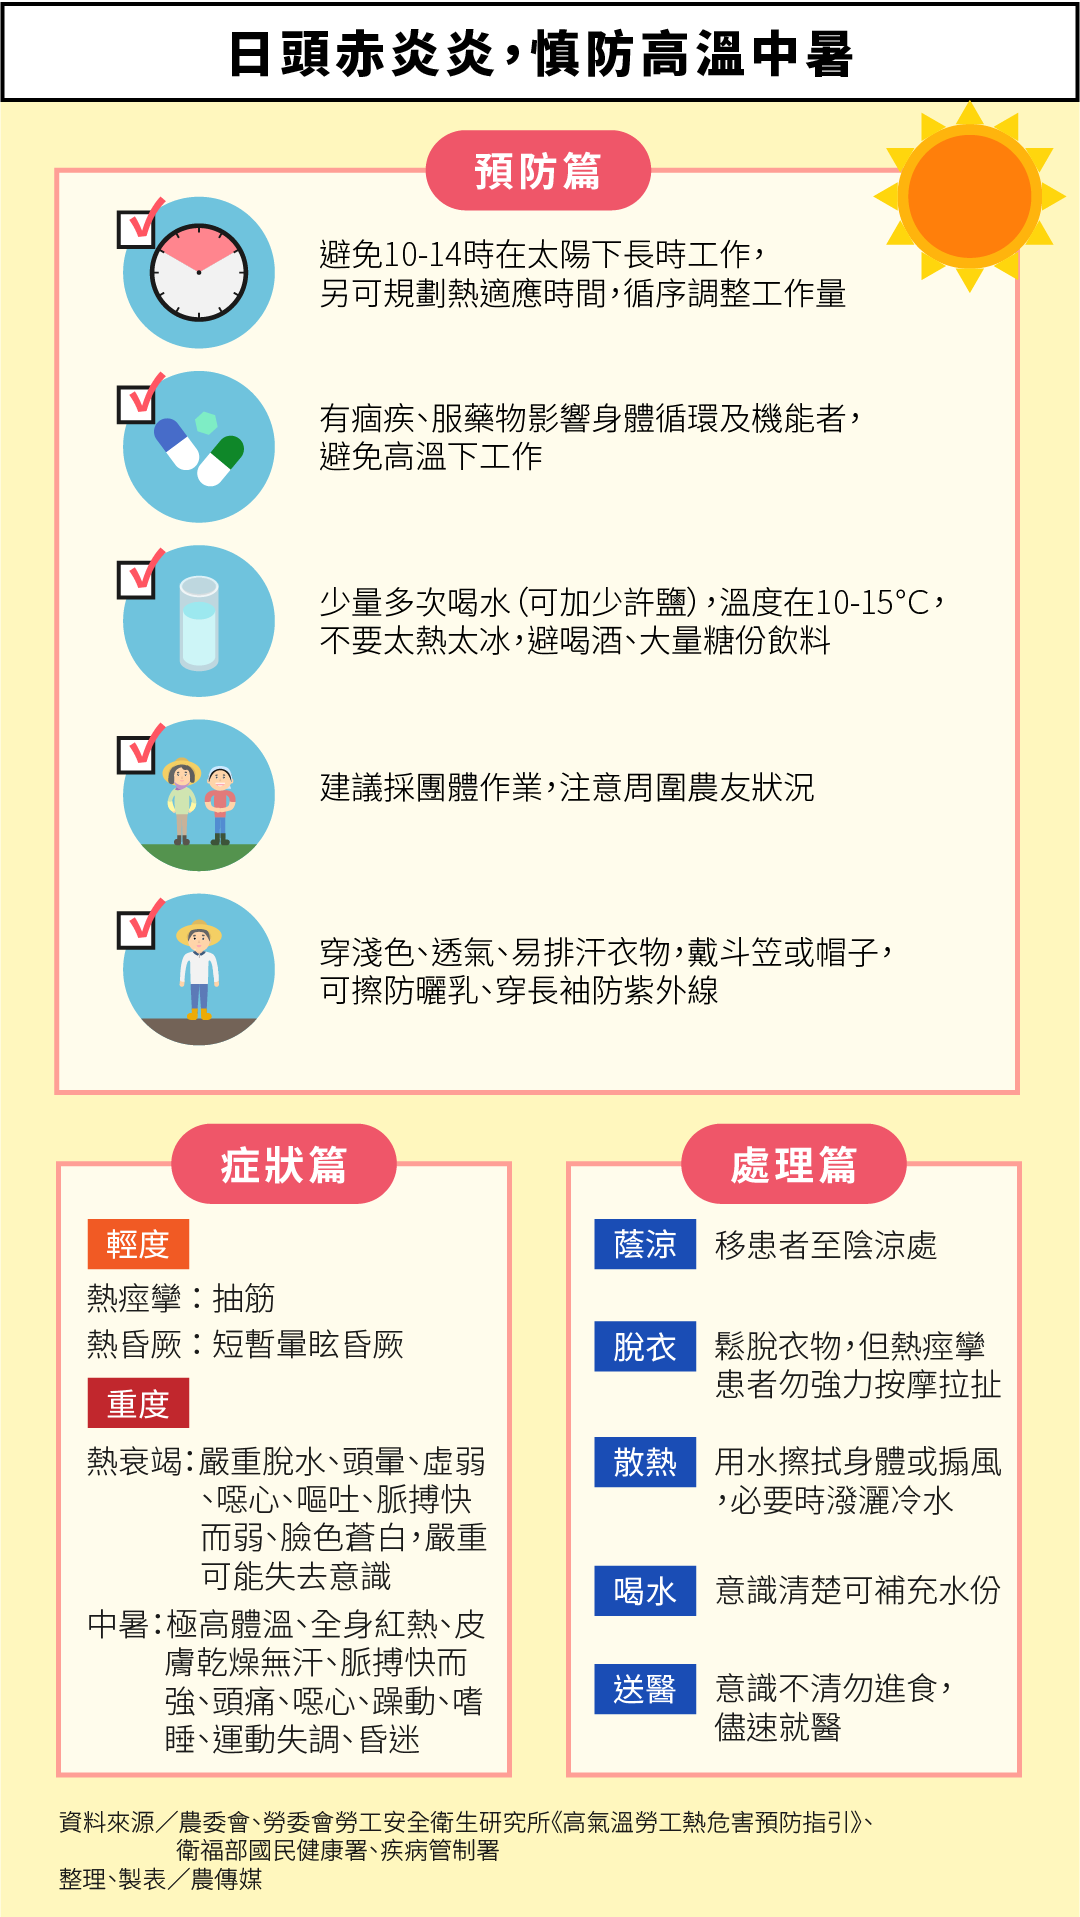 日頭赤炎炎，慎防高溫中暑
預防篇
避免10-14時在太陽下長時工作，
另可規劃熱適應時間，循序調整工作量
有痼疾、服藥物影響身體循環及機能者，
避免高溫下工作
少量多次喝水（可加少許鹽），溫度在10-15°C，
不要太熱太冰，避喝酒、大量糖份飲料
建議採團體作業，注意周圍農友狀況
穿淺色、透氣、易排汗衣物，戴斗笠或帽子，
可擦防曬乳、穿長袖防紫外線
症狀篇
輕度
熱痙攣：抽筋
熱昏厥：短暫暈眩昏厥
重度
熱衰竭：嚴重脫水、頭暈、虛弱
、噁心、嘔吐、脈搏快
而弱、臉色蒼白，嚴重
可能失去意識
中暑：極高體溫、全身紅熱、皮
膚乾燥無汗、脈搏快而
強、頭痛、噁心、躁動、嗜
睡、運動失調、昏迷
處理篇
蔭涼
移患者至陰涼處
脫衣
鬆脫衣物，但熱痙攣
患者勿強力按摩拉扯
散熱
用水擦拭身體或搧風
，必要時潑灑冷水
喝水
意識清楚可補充水份
送醫
意識不清勿進食，
儘速就醫
資料來源／農委會、勞委會勞工安全衛生研究所《高氣溫勞工熱危害預防指引》、
衛福部國民健康署、疾病管制署
整理、製表／農傳媒